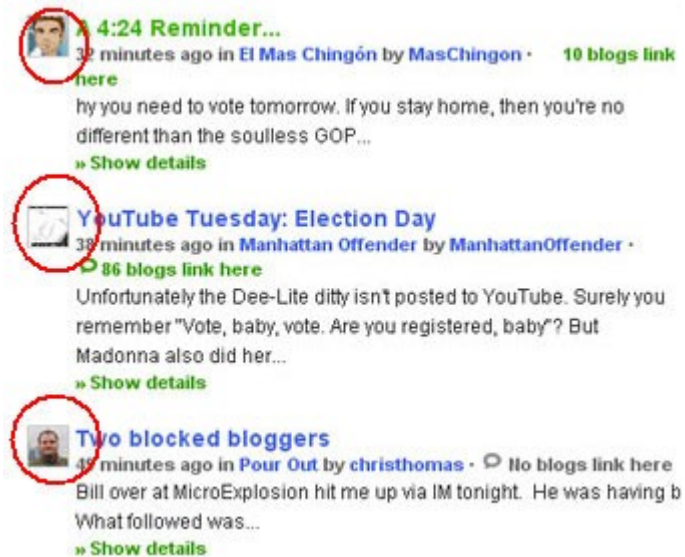 A 4:24 Reminder...
32 minutes ago in El Mas Chingón by MasChingon · 10 blogs link
here
hy you need to vote tomorrow. If you stay home, then you're no
different than the soulless GOP...
» Show details
YouTube Tuesday: Election Day
38 minutes ago in Manhattan Offender by ManhattanOffender ·
86 blogs link here
Unfortunately the Dee-Lite ditty isn't posted to YouTube. Surely you
remember "Vote, baby, vote. Are you registered, baby"? But
Madonna also did her...
» Show details
Two blocked bloggers
minutes ago in Pour Out by christhomas · No blogs link here
Bill over at MicroExplosion hit me up via IM tonight. He was having b
What followed was...
» Show details